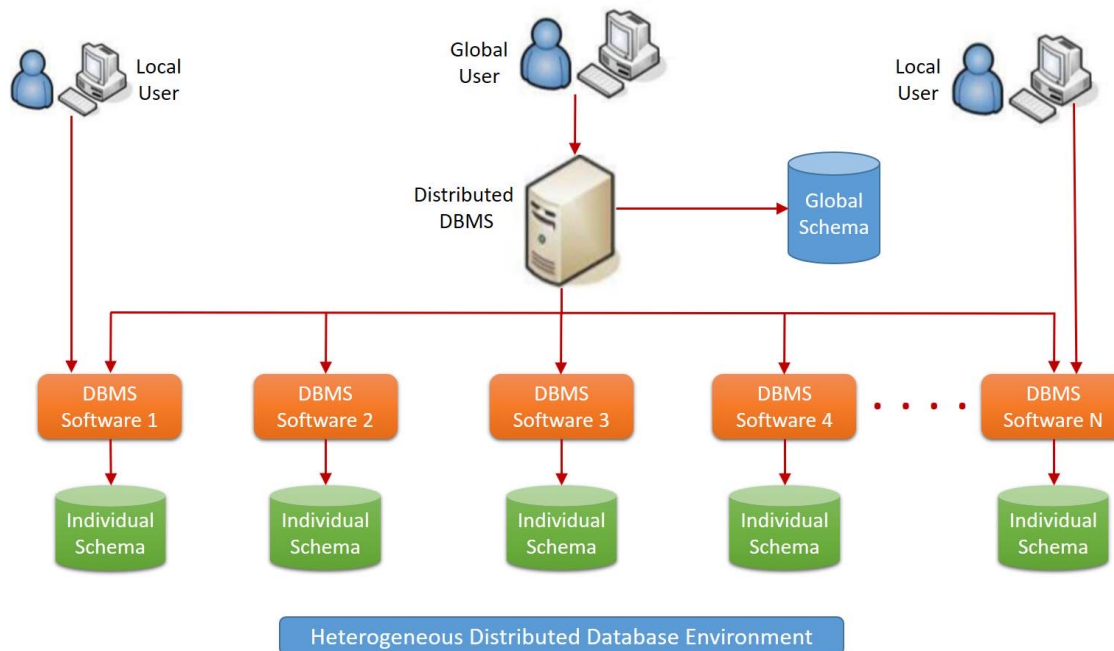 Local
User
Global
User
Local
User
Distributed
DBMS
Global
Schema
DBMS
Software 1
DBMS
Software 2
DBMS
Software 3
DBMS
Software 4
DBMS
Software N
Individual
Schema
Individual
Schema
Individual
Schema
Individual
Schema
Individual
Schema
Heterogeneous Distributed Database Environment